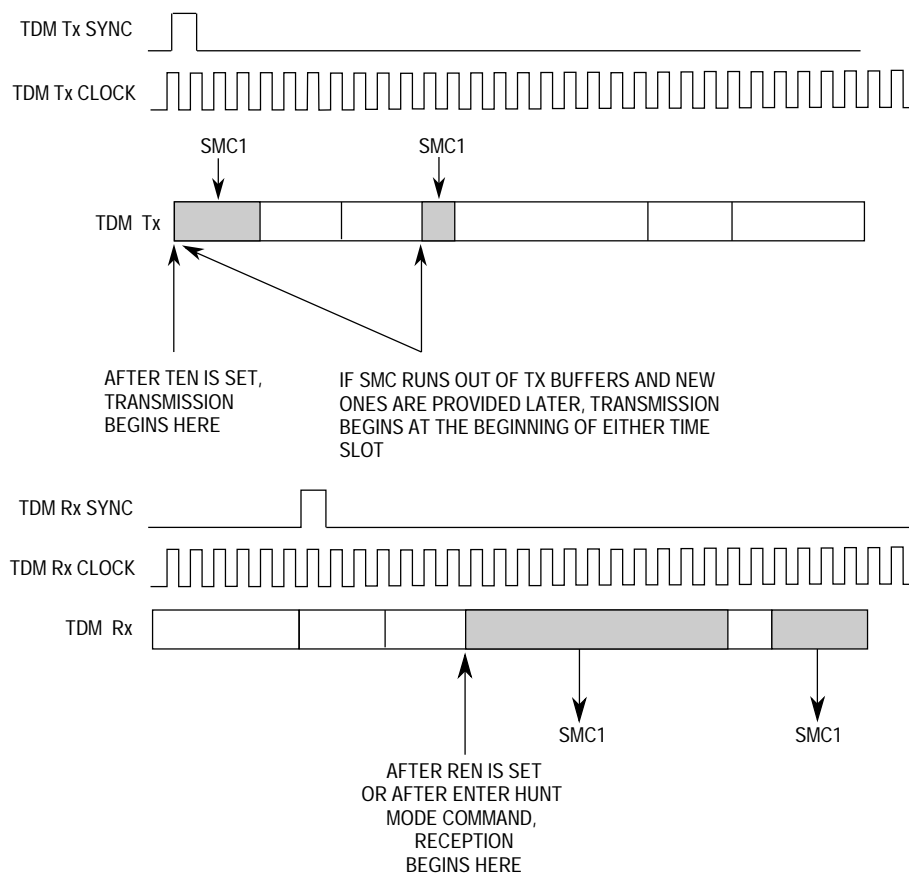 TDM Tx SYNC
TDM Tx CLOCK
SMC1
SMC1
TDM Tx
AFTER TEN IS SET,
TRANSMISSION
BEGINS HERE
IF SMC RUNS OUT OF TX BUFFERS AND NEW
ONES ARE PROVIDED LATER, TRANSMISSION
BEGINS AT THE BEGINNING OF EITHER TIME
SLOT
TDM Rx SYNC
TDM Rx CLOCK
TDM Rx
SMC1
SMC1
AFTER REN IS SET
OR AFTER ENTER HUNT
MODE COMMAND,
RECEPTION
BEGINS HERE